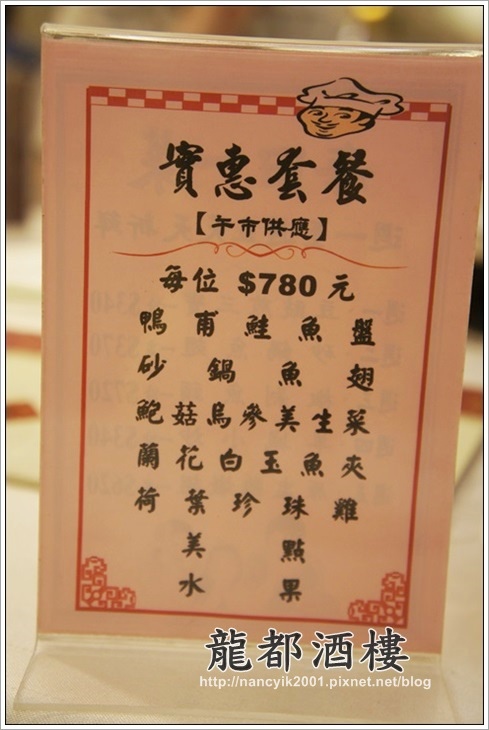 實惠套餐
【午市供應】
每位 $780 元
鴨甫鮭魚盤
砂鍋魚翅
鮑菇烏參美生菜
蘭花白玉魚夾
荷葉珍珠雞
美點
水果
龍都酒樓
http://nancyik2001.pixnet.net/blog